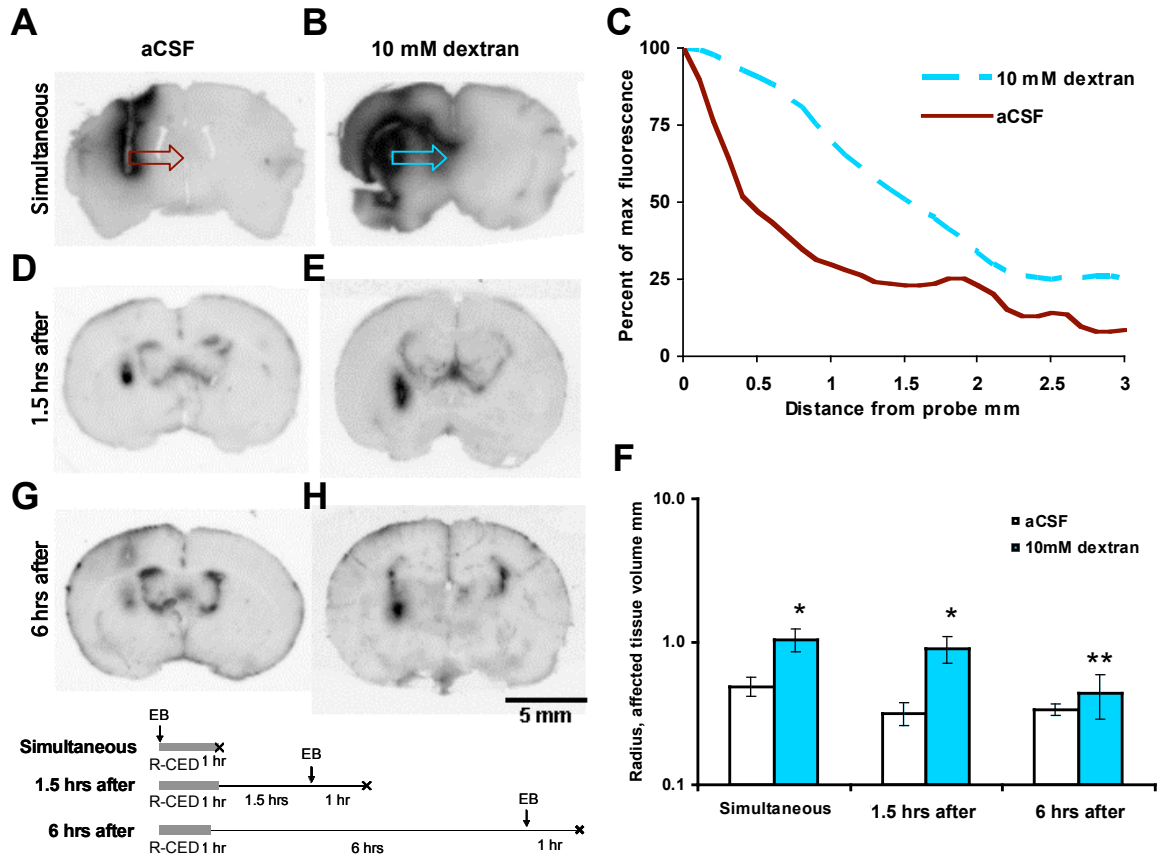 A
aCSF
B
10 mM dextran
Simultaneous
C
100
75
50
25
0
Percent of max fluorescence
10 mM dextran
aCSF
0 0.5 1 1.5 2 2.5 3
Distance from probe mm
D
E
1.5 hrs after
F
10.0
1.0
0.1
Radius, affected tissue volume mm
aCSF
10mM dextran
*
*
**
Simultaneous 1.5 hrs after 6 hrs after
G
H
6 hrs after
5 mm
EB
Simultaneous
R-CED 1 hr
EB
1.5 hrs after
R-CED 1 hr 1.5 hrs 1 hr
EB
6 hrs after
R-CED 1 hr 6 hrs 1 hr